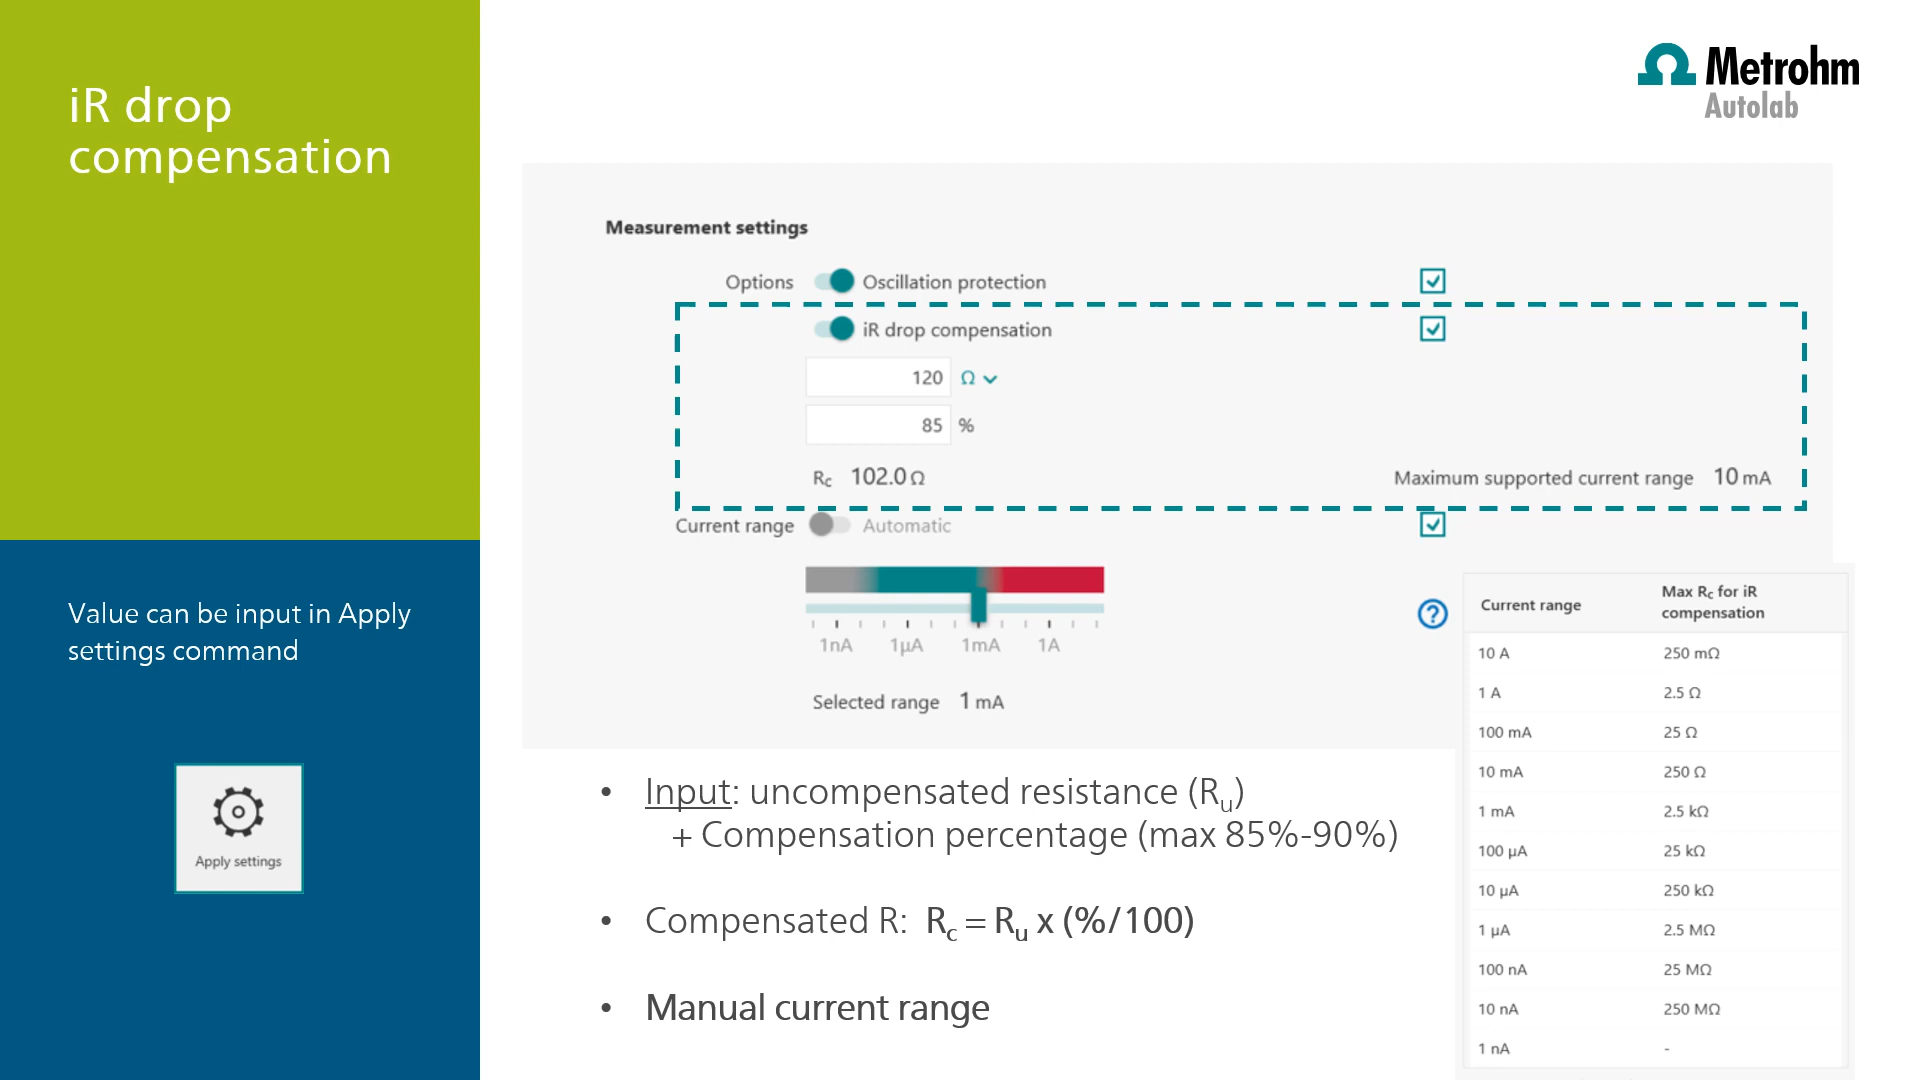 iR drop
compensation
Metrohm
Autolab
Measurement settings
Options Oscillation protection
iR drop compensation
120 Ω
85 %
Rc 102.0 Ω Maximum supported current range 10 mA
Current range Automatic
1nA 1µA 1mA 1A
Selected range 1 mA
Value can be input in Apply
settings command
Apply settings
• Input: uncompensated resistance (Ru)
+ Compensation percentage (max 85%-90%)
• Compensated R: Rc = Ru x (%/100)
• Manual current range
?
Current range Max Rc for iR
compensation
10 A 250 mΩ
1 A 2.5 Ω
100 mA 25 Ω
10 mA 250 Ω
1 mA 2.5 kΩ
100 µA 25 kΩ
10 µA 250 kΩ
1 µA 2.5 MΩ
100 nA 25 MΩ
10 nA 250 MΩ
1 nA -